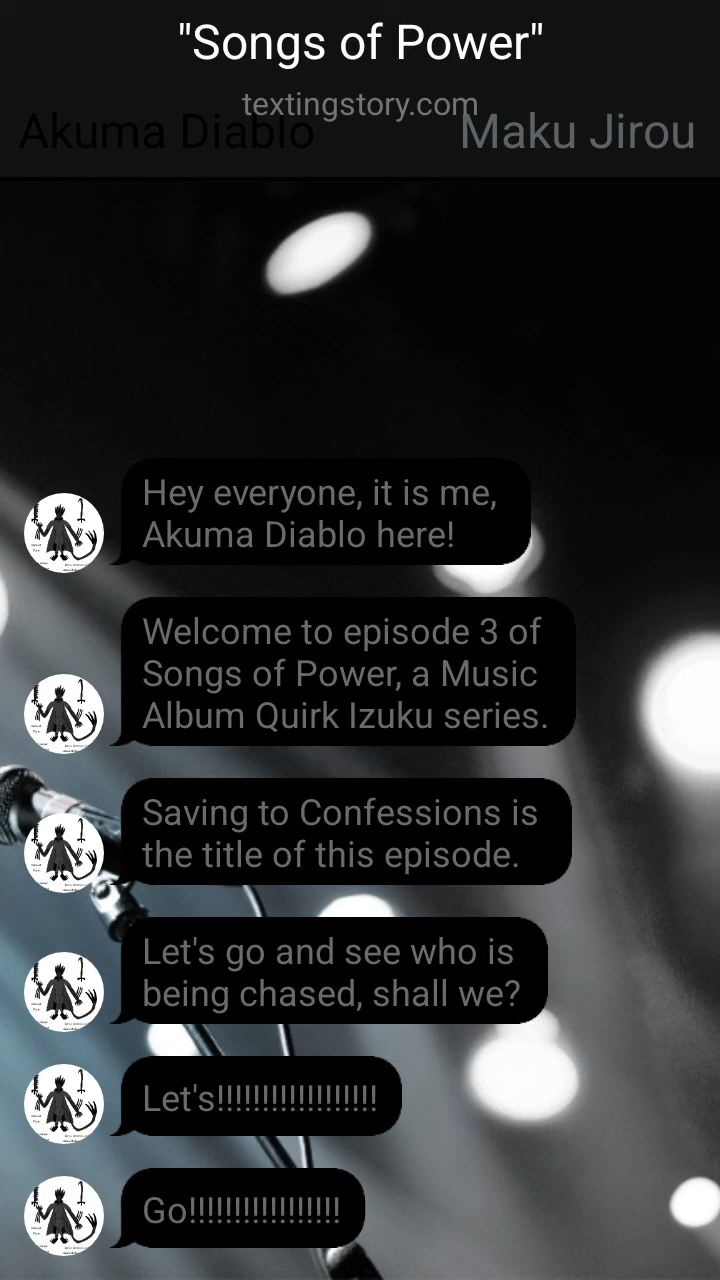 "Songs of Power"
textingstory.com
Akuma Diablo Maku Jirou
Hey everyone, it is me,
Akuma Diablo here!
Welcome to episode 3 of
Songs of Power, a Music
Album Quirk Izuku series.
Saving to Confessions is
the title of this episode.
Let's go and see who is
being chased, shall we?
Let's!!!!!!!!!!!!!!!!!!
Go!!!!!!!!!!!!!!!!!